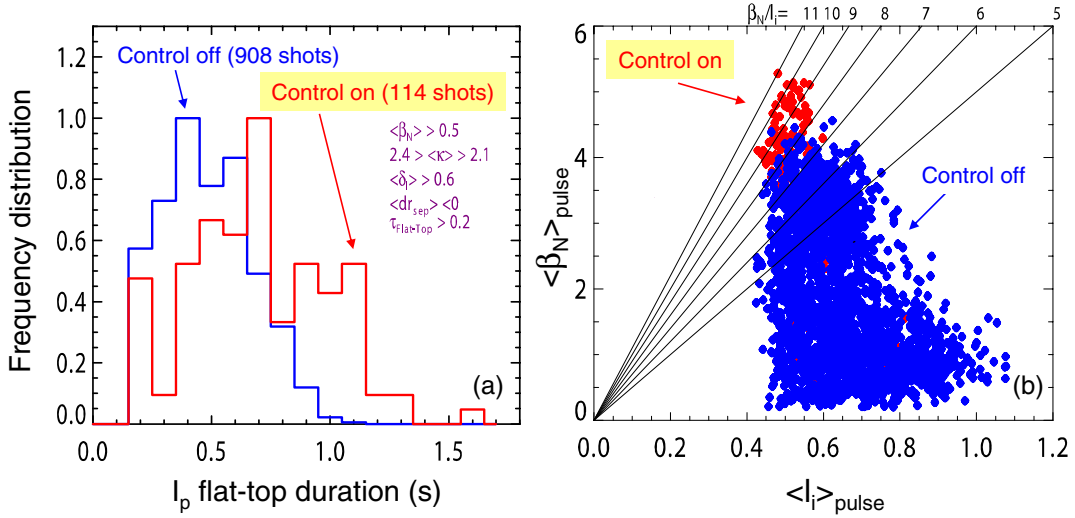 Control off (908 shots)
Control on (114 shots)
<β_N> > 0.5
2.4 > <κ> > 2.1
<δ_l> > 0.6
<dr_sep> <0
τ_Flat-Top > 0.2
(a)
Frequency distribution
1.2
1.0
0.8
0.6
0.4
0.2
0.0
0.0 0.5 1.0 1.5
I_p flat-top duration (s)
β_N/l_i= 11 10 9 8 7 6 5
Control on
Control off
(b)
<β_N>_pulse
6
4
2
0
0.0 0.2 0.4 0.6 0.8 1.0 1.2
<l_i>_pulse